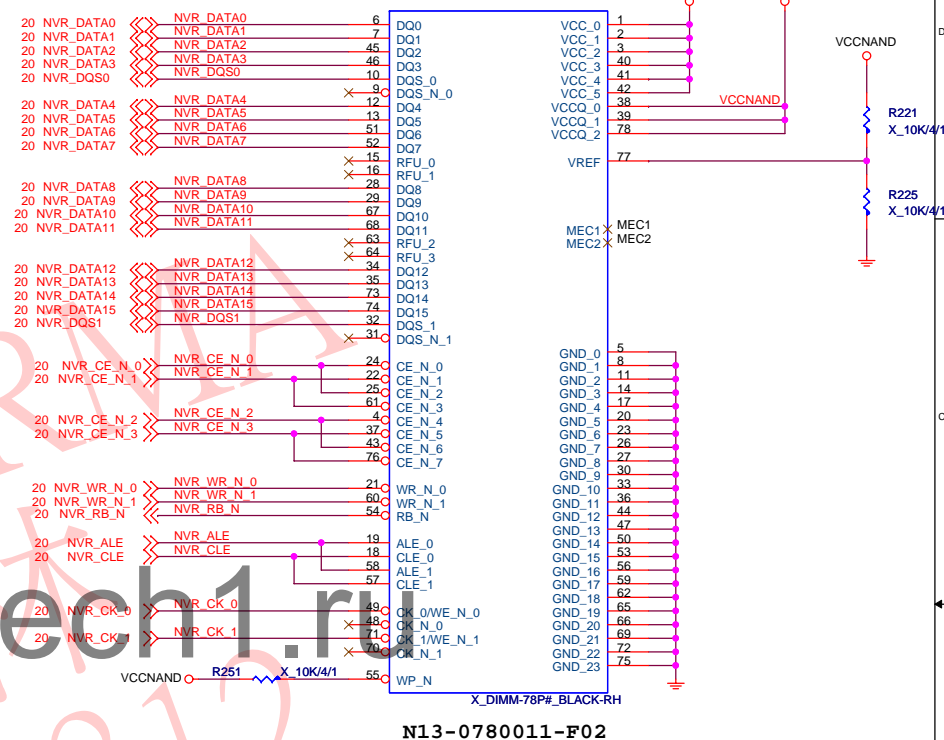 20 NVR_DATA0 NVR_DATA0 6 DQ0 VCC_0 1
20 NVR_DATA1 NVR_DATA1 7 DQ1 VCC_1 2
20 NVR_DATA2 NVR_DATA2 45 DQ2 VCC_2 3
20 NVR_DATA3 NVR_DATA3 46 DQ3 VCC_3 40
20 NVR_DQS0 NVR_DQS0 10 DQS_0 VCC_4 41
9 DQS_N_0 VCC_5 42
20 NVR_DATA4 NVR_DATA4 12 DQ4 VCCQ_0 38 VCCNAND
20 NVR_DATA5 NVR_DATA5 13 DQ5 VCCQ_1 39
20 NVR_DATA6 NVR_DATA6 51 DQ6 VCCQ_2 78
20 NVR_DATA7 NVR_DATA7 52 DQ7
15 RFU_0 VREF 77
16 RFU_1
VCCNAND
R221
X_10K/4/1
R225
X_10K/4/1
D
C
20 NVR_DATA8 NVR_DATA8 28 DQ8
20 NVR_DATA9 NVR_DATA9 29 DQ9
20 NVR_DATA10 NVR_DATA10 67 DQ10
20 NVR_DATA11 NVR_DATA11 68 DQ11 MEC1 MEC1
63 RFU_2 MEC2 MEC2
64 RFU_3
20 NVR_DATA12 NVR_DATA12 34 DQ12
20 NVR_DATA13 NVR_DATA13 35 DQ13
20 NVR_DATA14 NVR_DATA14 73 DQ14
20 NVR_DATA15 NVR_DATA15 74 DQ15
20 NVR_DQS1 NVR_DQS1 32 DQS_1
31 DQS_N_1
GND_0 5
20 NVR_CE_N_0 NVR_CE_N_0 24 CE_N_0 GND_1 8
20 NVR_CE_N_1 NVR_CE_N_1 22 CE_N_1 GND_2 11
25 CE_N_2 GND_3 14
61 CE_N_3 GND_4 17
20 NVR_CE_N_2 NVR_CE_N_2 4 CE_N_4 GND_5 20
20 NVR_CE_N_3 NVR_CE_N_3 37 CE_N_5 GND_6 23
43 CE_N_6 GND_7 26
76 CE_N_7 GND_8 27
GND_9 30
20 NVR_WR_N_0 NVR_WR_N_0 21 WR_N_0 GND_10 33
20 NVR_WR_N_1 NVR_WR_N_1 60 WR_N_1 GND_11 36
20 NVR_RB_N NVR_RB_N 54 RB_N GND_12 44
GND_13 47
20 NVR_ALE NVR_ALE 19 ALE_0 GND_14 50
20 NVR_CLE NVR_CLE 18 CLE_0 GND_15 53
58 ALE_1 GND_16 56
57 CLE_1 GND_17 59
GND_18 62
20 NVR_CK_0 NVR_CK_0 49 CK_0/WE_N_0 GND_19 65
48 CK_N_0 GND_20 66
20 NVR_CK_1 NVR_CK_1 71 CK_1/WE_N_1 GND_21 69
70 CK_N_1 GND_22 72
GND_23 75
VCCNAND R251 X_10K/4/1 55 WP_N
X_DIMM-78P#_BLACK-RH
N13-0780011-F02
ech1.ru
RMA
312